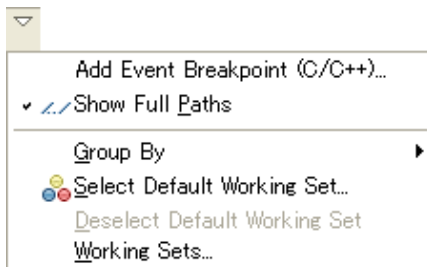 Add Event Breakpoint (C/C++)...
Show Full Paths
Group By
Select Default Working Set...
Deselect Default Working Set
Working Sets...